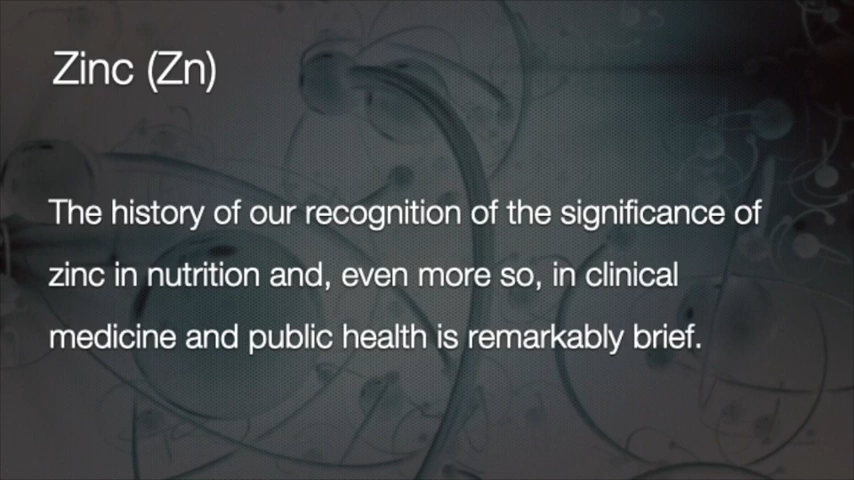 Zinc (Zn)
The history of our recognition of the significance of
zinc in nutrition and, even more so, in clinical
medicine and public health is remarkably brief.